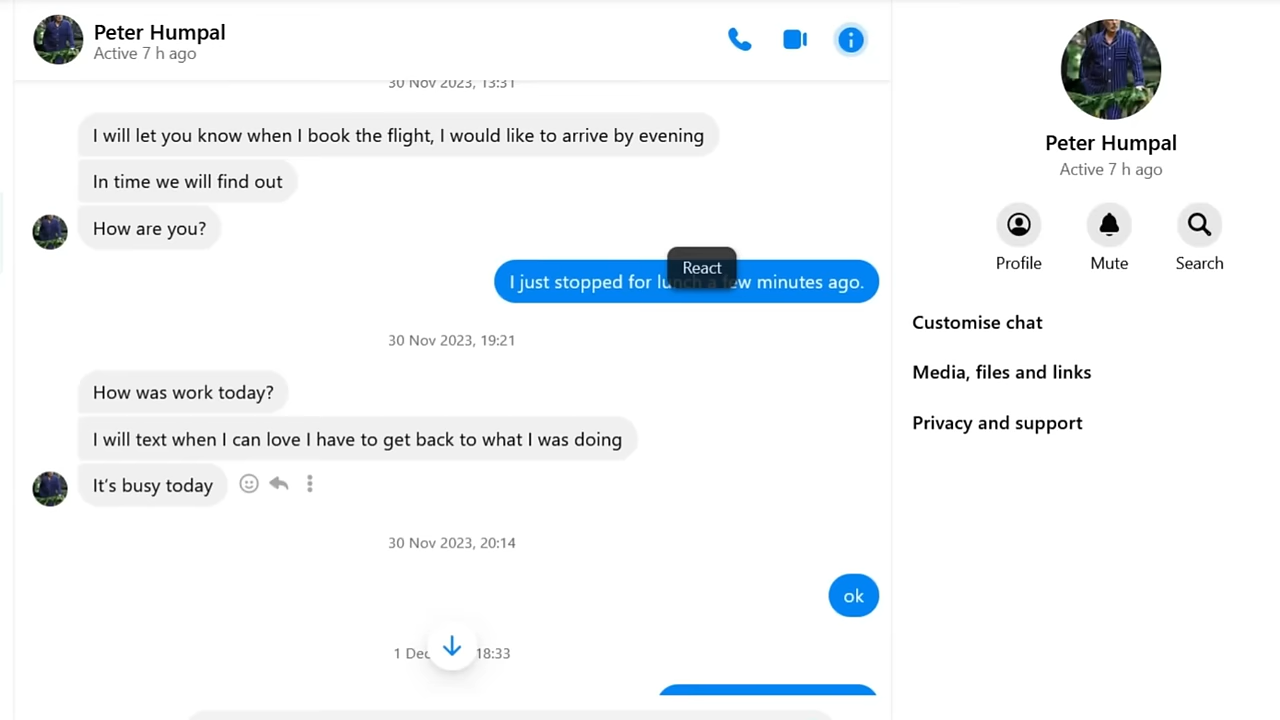 Peter Humpal
Active 7 h ago
30 Nov 2023, 13:31
I will let you know when I book the flight, I would like to arrive by evening
In time we will find out
How are you?
React
I just stopped for lunch a few minutes ago.
30 Nov 2023, 19:21
How was work today?
I will text when I can love I have to get back to what I was doing
It's busy today
30 Nov 2023, 20:14
ok
1 Dec 18:33
Peter Humpal
Active 7 h ago
Profile
Mute
Search
Customise chat
Media, files and links
Privacy and support